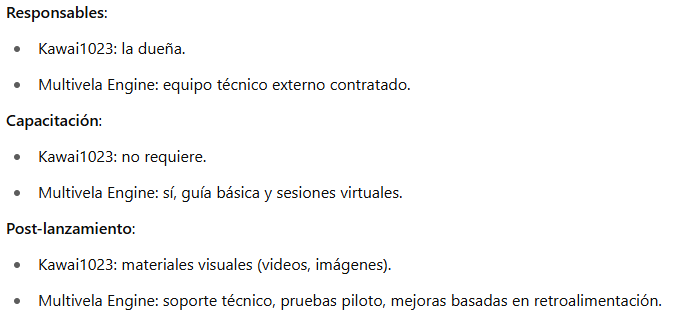 Responsables:
• Kawai1023: la dueña.
• Multivela Engine: equipo técnico externo contratado.
Capacitación:
• Kawai1023: no requiere.
• Multivela Engine: sí, guía básica y sesiones virtuales.
Post-lanzamiento:
• Kawai1023: materiales visuales (videos, imágenes).
• Multivela Engine: soporte técnico, pruebas piloto, mejoras basadas en retroalimentación.